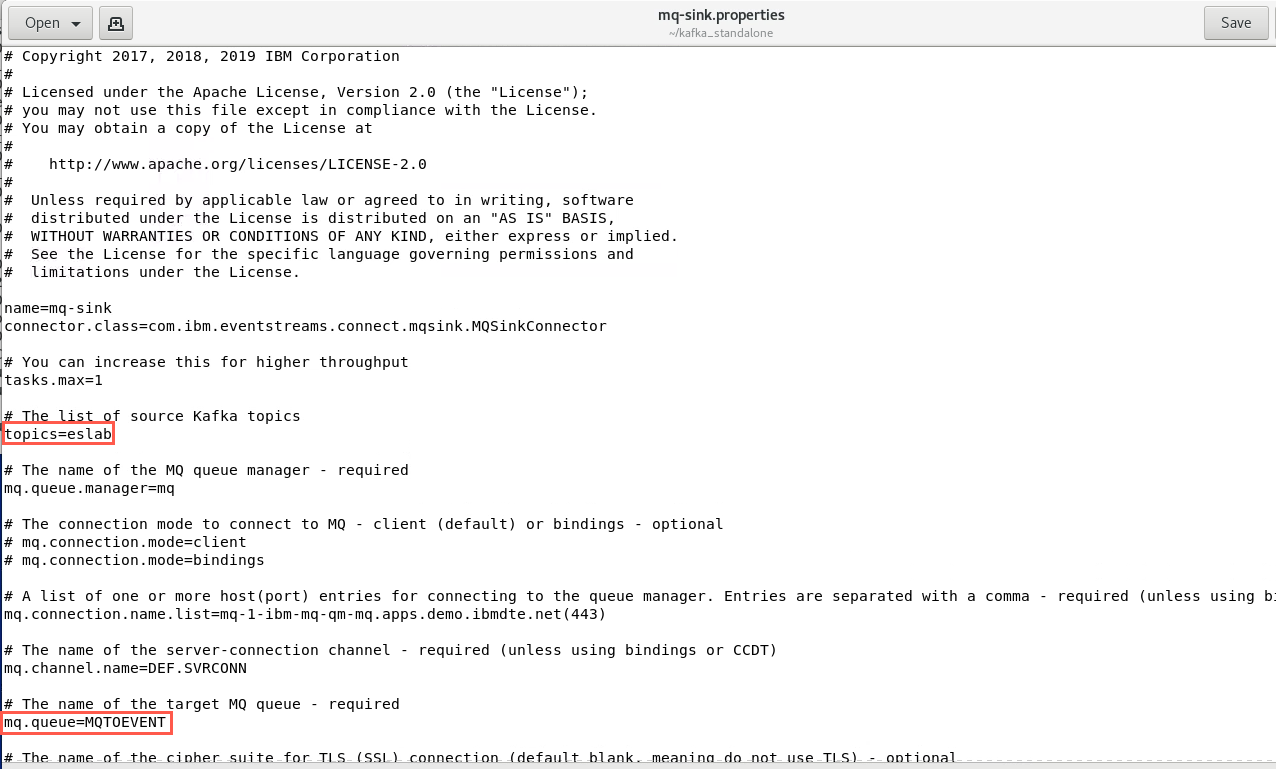 Open
mq-sink.properties
~/kafka_standalone
Save
# Copyright 2017, 2018, 2019 IBM Corporation
#
# Licensed under the Apache License, Version 2.0 (the "License");
# you may not use this file except in compliance with the License.
# You may obtain a copy of the License at
#
#    http://www.apache.org/licenses/LICENSE-2.0
#
#  Unless required by applicable law or agreed to in writing, software
#  distributed under the License is distributed on an "AS IS" BASIS,
#  WITHOUT WARRANTIES OR CONDITIONS OF ANY KIND, either express or implied.
#  See the License for the specific language governing permissions and
#  limitations under the License.

name=mq-sink
connector.class=com.ibm.eventstreams.connect.mqsink.MQSinkConnector

# You can increase this for higher throughput
tasks.max=1

# The list of source Kafka topics
topics=eslab

# The name of the MQ queue manager - required
mq.queue.manager=mq

# The connection mode to connect to MQ - client (default) or bindings - optional
# mq.connection.mode=client
# mq.connection.mode=bindings

# A list of one or more host(port) entries for connecting to the queue manager. Entries are separated with a comma - required (unless using
mq.connection.name.list=mq-1-ibm-mq-qm-mq.apps.demo.ibmdte.net(443)

# The name of the server-connection channel - required (unless using bindings or CCDT)
mq.channel.name=DEF.SVRCONN

# The name of the target MQ queue - required
mq.queue=MQTOEVENT

# The name of the cipher suite for TLS (SSL) connection (default blank, meaning do not use TLS) - optional